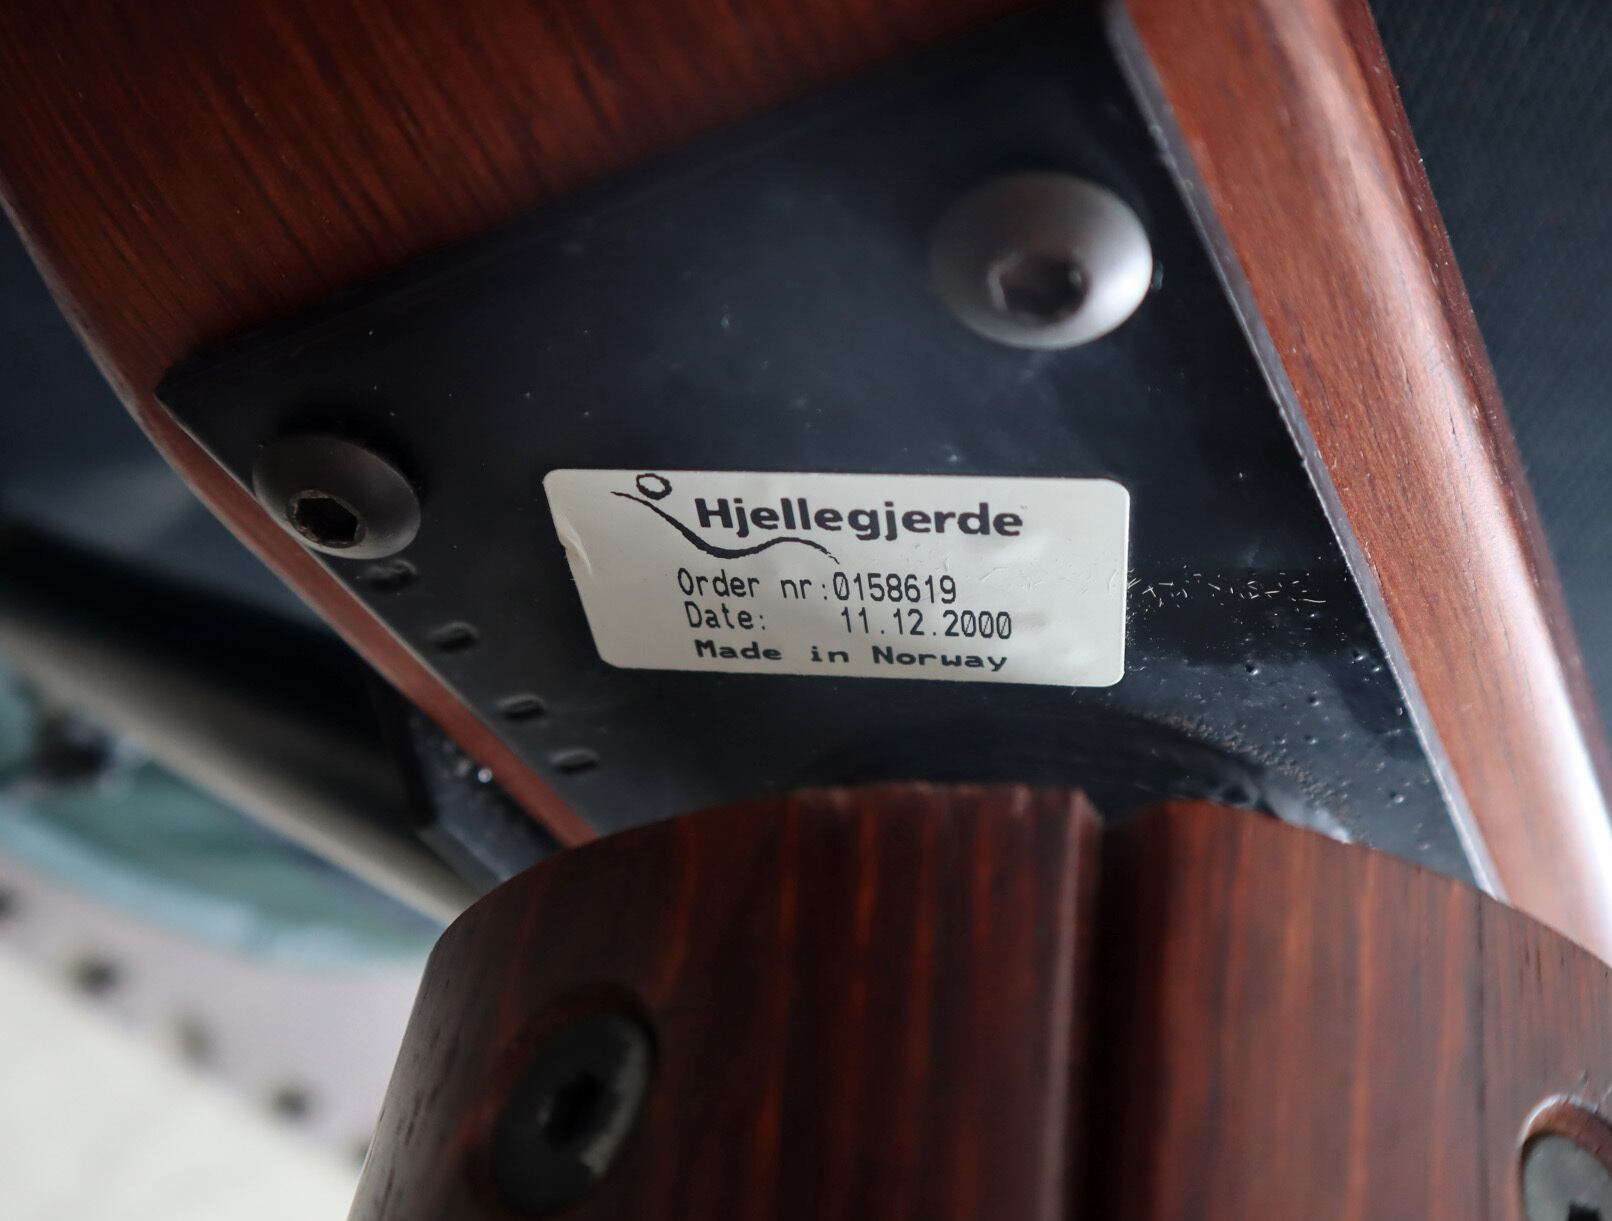 Hjellegjerde
Order nr:0158619
Date: 11.12.2000
Made in Norway